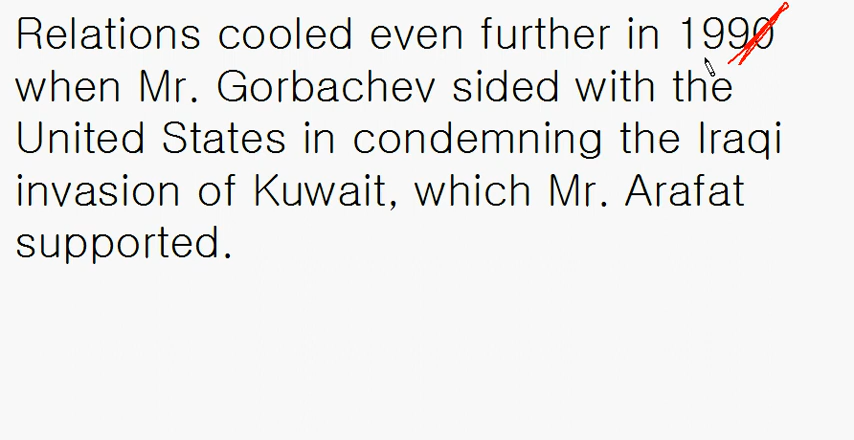 Relations cooled even further in 1990
when Mr. Gorbachev sided with the
United States in condemning the Iraqi
invasion of Kuwait, which Mr. Arafat
supported.